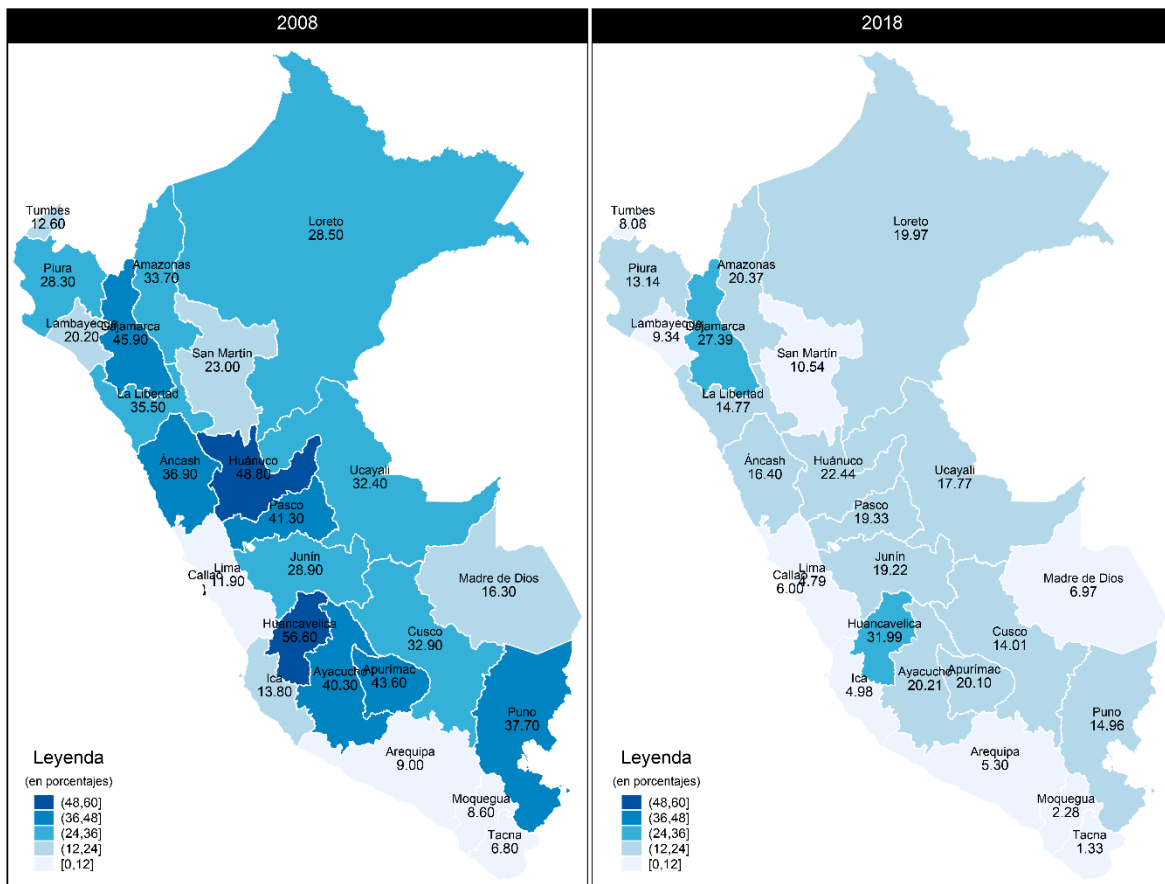 2008
Tumbes
12.60
Loreto
28.50
Piura
28.30
Amazonas
33.70
Lambayeque
20.20
Cajamarca
45.90
San Martín
23.00
La Libertad
35.50
Áncash
36.90
Huánuco
48.80
Ucayali
32.40
Pasco
41.30
Junín
28.90
Lima
11.90
Callao
Madre de Dios
16.30
Huancavelica
56.60
Cusco
32.90
Ayacucho
40.30
Apurímac
43.60
Ica
13.80
Puno
37.70
Arequipa
9.00
Moquegua
8.60
Tacna
6.80
Leyenda
(en porcentajes)
(48,60]
(36,48]
(24,36]
(12,24]
[0,12]
2018
Tumbes
8.08
Loreto
19.97
Piura
13.14
Amazonas
20.37
Lambayeque
9.34
Cajamarca
27.39
San Martín
10.54
La Libertad
14.77
Áncash
16.40
Huánuco
22.44
Ucayali
17.77
Pasco
19.33
Junín
19.22
Lima
4.79
Callao
6.00
Madre de Dios
6.97
Huancavelica
31.99
Cusco
14.01
Ayacucho
20.21
Apurímac
20.10
Ica
4.98
Puno
14.96
Arequipa
5.30
Moquegua
2.28
Tacna
1.33
Leyenda
(en porcentajes)
(48,60]
(36,48]
(24,36]
(12,24]
[0,12]